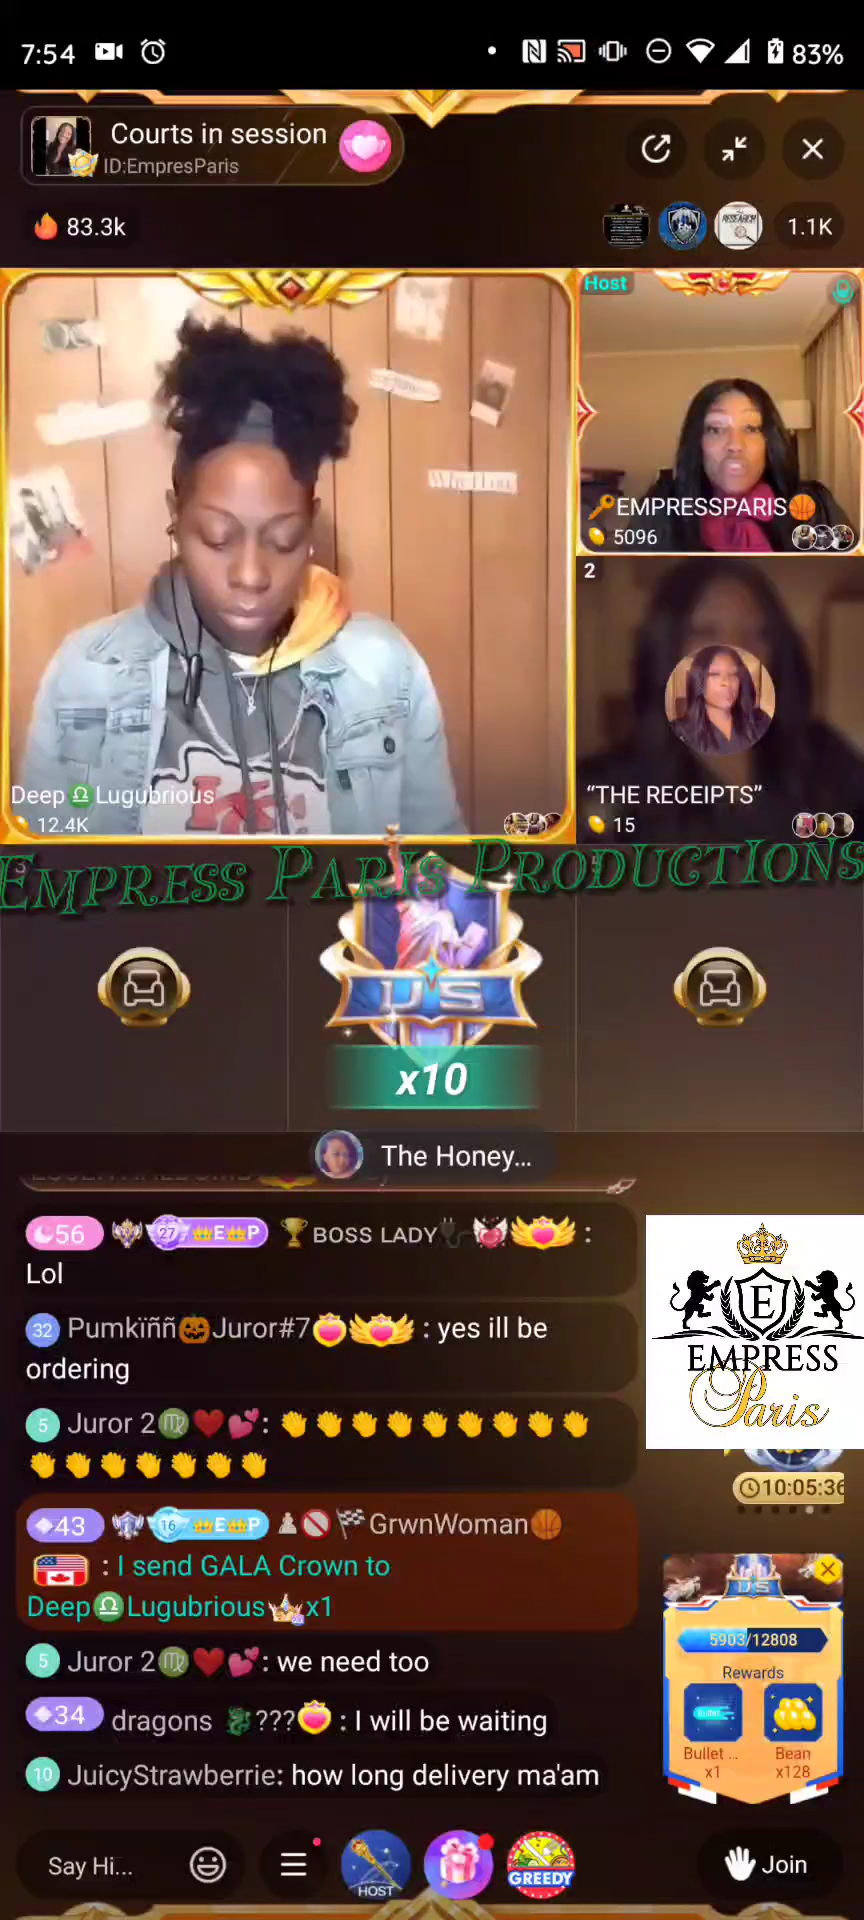 7:54
83%
Courts in session
ID:EmpresParis
83.3k
1.1K
Host
🔑EMPRESSPARIS🏀
5096
2
Deep♎Lugubrious
12.4K
“THE RECEIPTS”
15
EMPRESS PARIS PRODUCTIONS
US
x10
The Honey...
56 27 👑E👑P 🏆BOSS LADY :
Lol
32 Pumkïññ🎃Juror#7 : yes ill be
ordering
5 Juror 2♍❤️💕: 👏👏👏👏👏👏👏👏👏
👏👏👏👏👏👏👏
43 16 👑E👑P ♟🚫🏁GrwnWoman🏀
: I send GALA Crown to
Deep♎Lugubrious x1
5 Juror 2♍❤️💕: we need too
34 dragons 🐉??? : I will be waiting
10 JuicyStrawberrie: how long delivery ma'am
E
EMPRESS
Paris
10:05:36
US
5903/12808
Rewards
Bullet ...
x1
Bean
x128
Say Hi...
HOST
GREEDY
Join